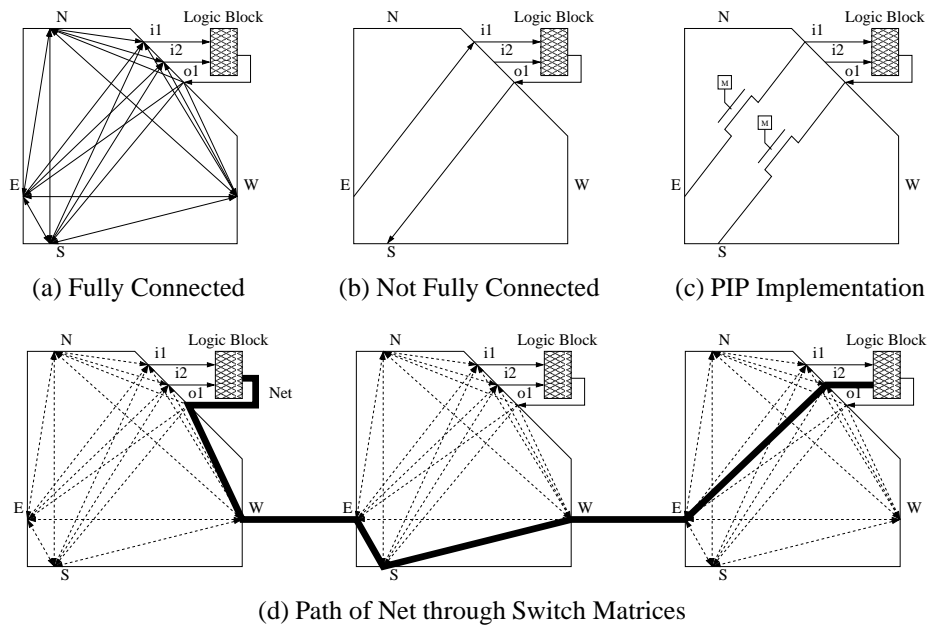 N
Logic Block
i1
i2
o1
E
W
S
(a) Fully Connected
N
Logic Block
i1
i2
o1
E
W
S
(b) Not Fully Connected
N
Logic Block
i1
i2
o1
M
M
E
W
S
(c) PIP Implementation
N
Logic Block
i1
i2
o1
Net
E
W
S
N
Logic Block
i1
i2
o1
E
W
S
N
Logic Block
i1
i2
o1
E
W
S
(d) Path of Net through Switch Matrices